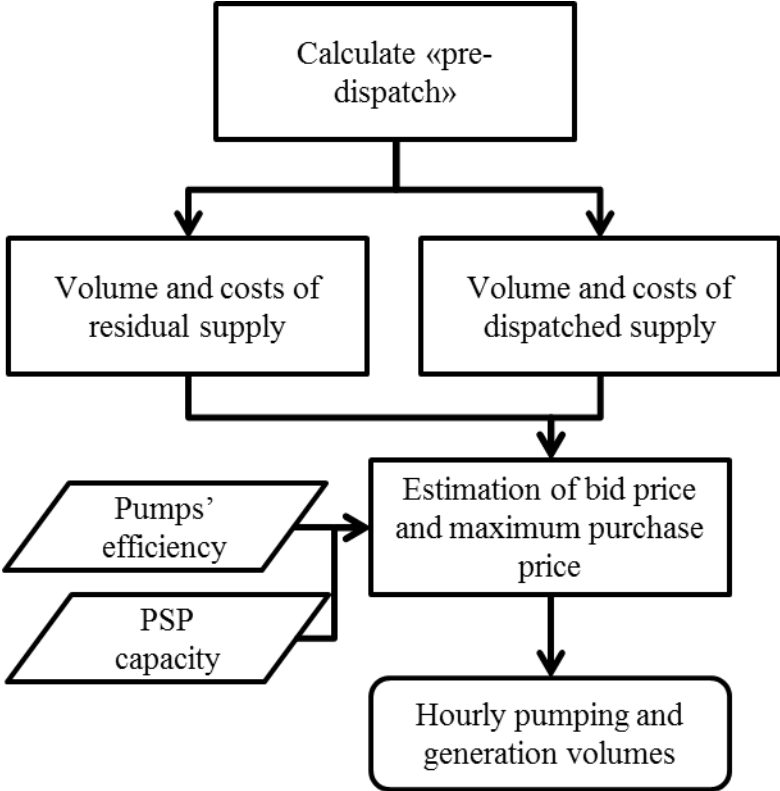 Calculate «pre-
dispatch»
Volume and costs of
residual supply
Volume and costs of
dispatched supply
Pumps’
efficiency
Estimation of bid price
and maximum purchase
price
PSP
capacity
Hourly pumping and
generation volumes